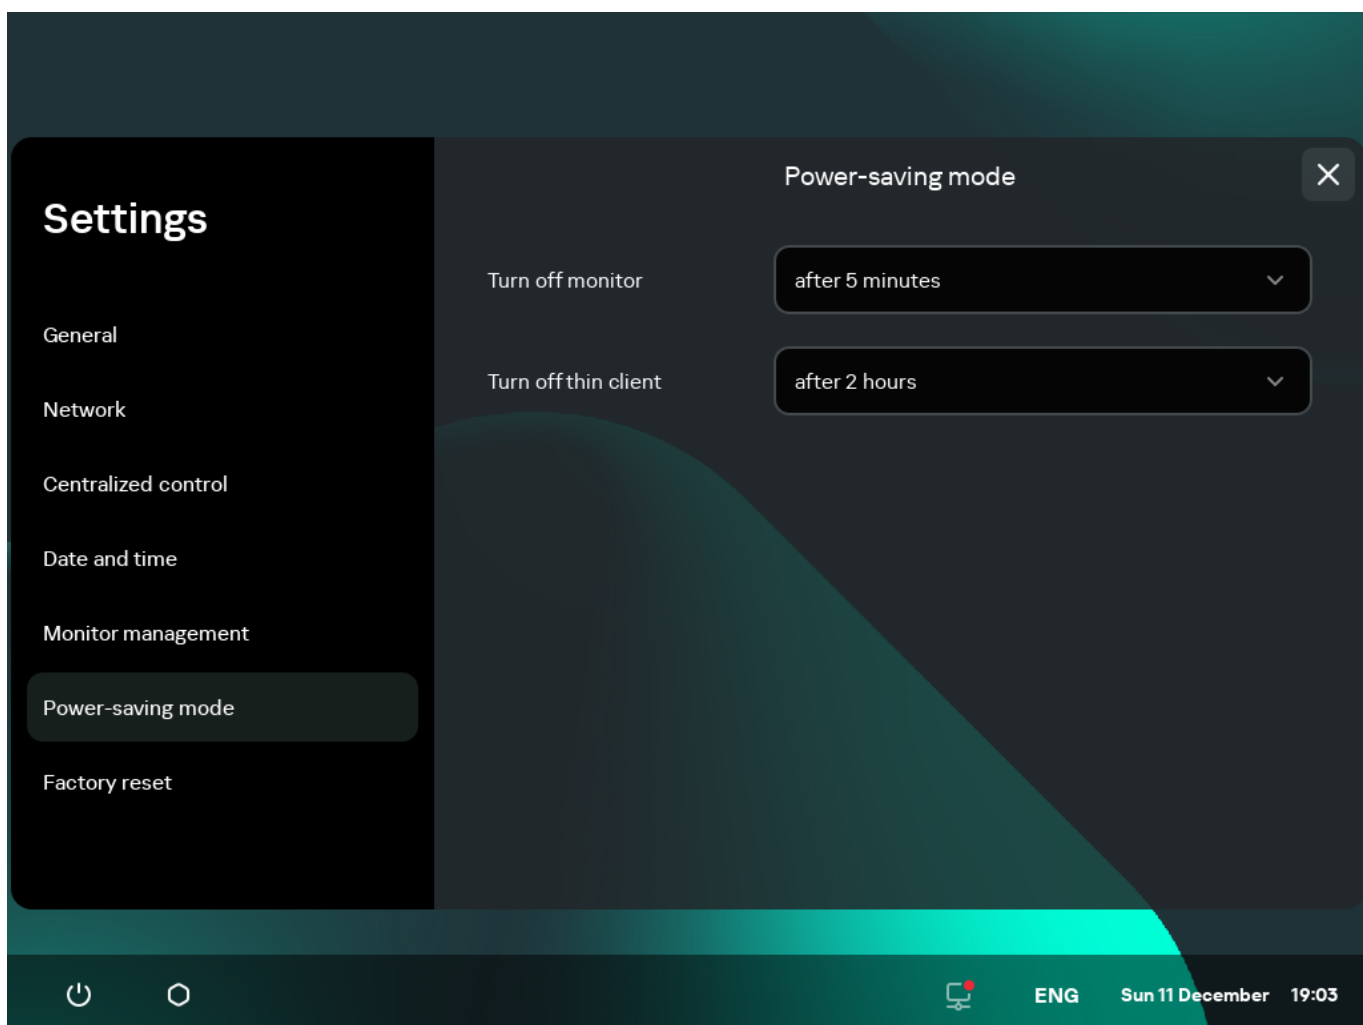 Power-saving mode
Settings
Turn off monitor after 5 minutes
General
Turn off thin client after 2 hours
Network
Centralized control
Date and time
Monitor management
Power-saving mode
Factory reset
ENG Sun 11 December 19:03